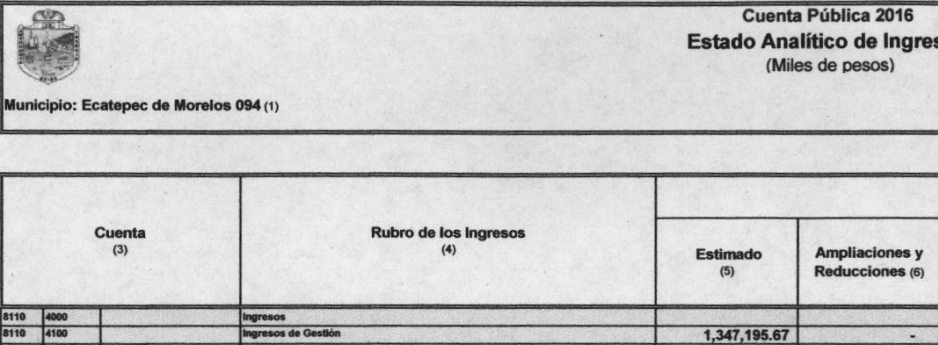 Cuenta Pública 2016
Estado Analítico de Ingres
(Miles de pesos)
Municipio: Ecatepec de Morelos 094 (1)
Cuenta
(3)
Rubro de los Ingresos
(4)
Estimado
(5)
Ampliaciones y
Reducciones (6)
8110 4000 Ingresos
8110 4100 Ingresos de Gestión 1,347,195.67 -